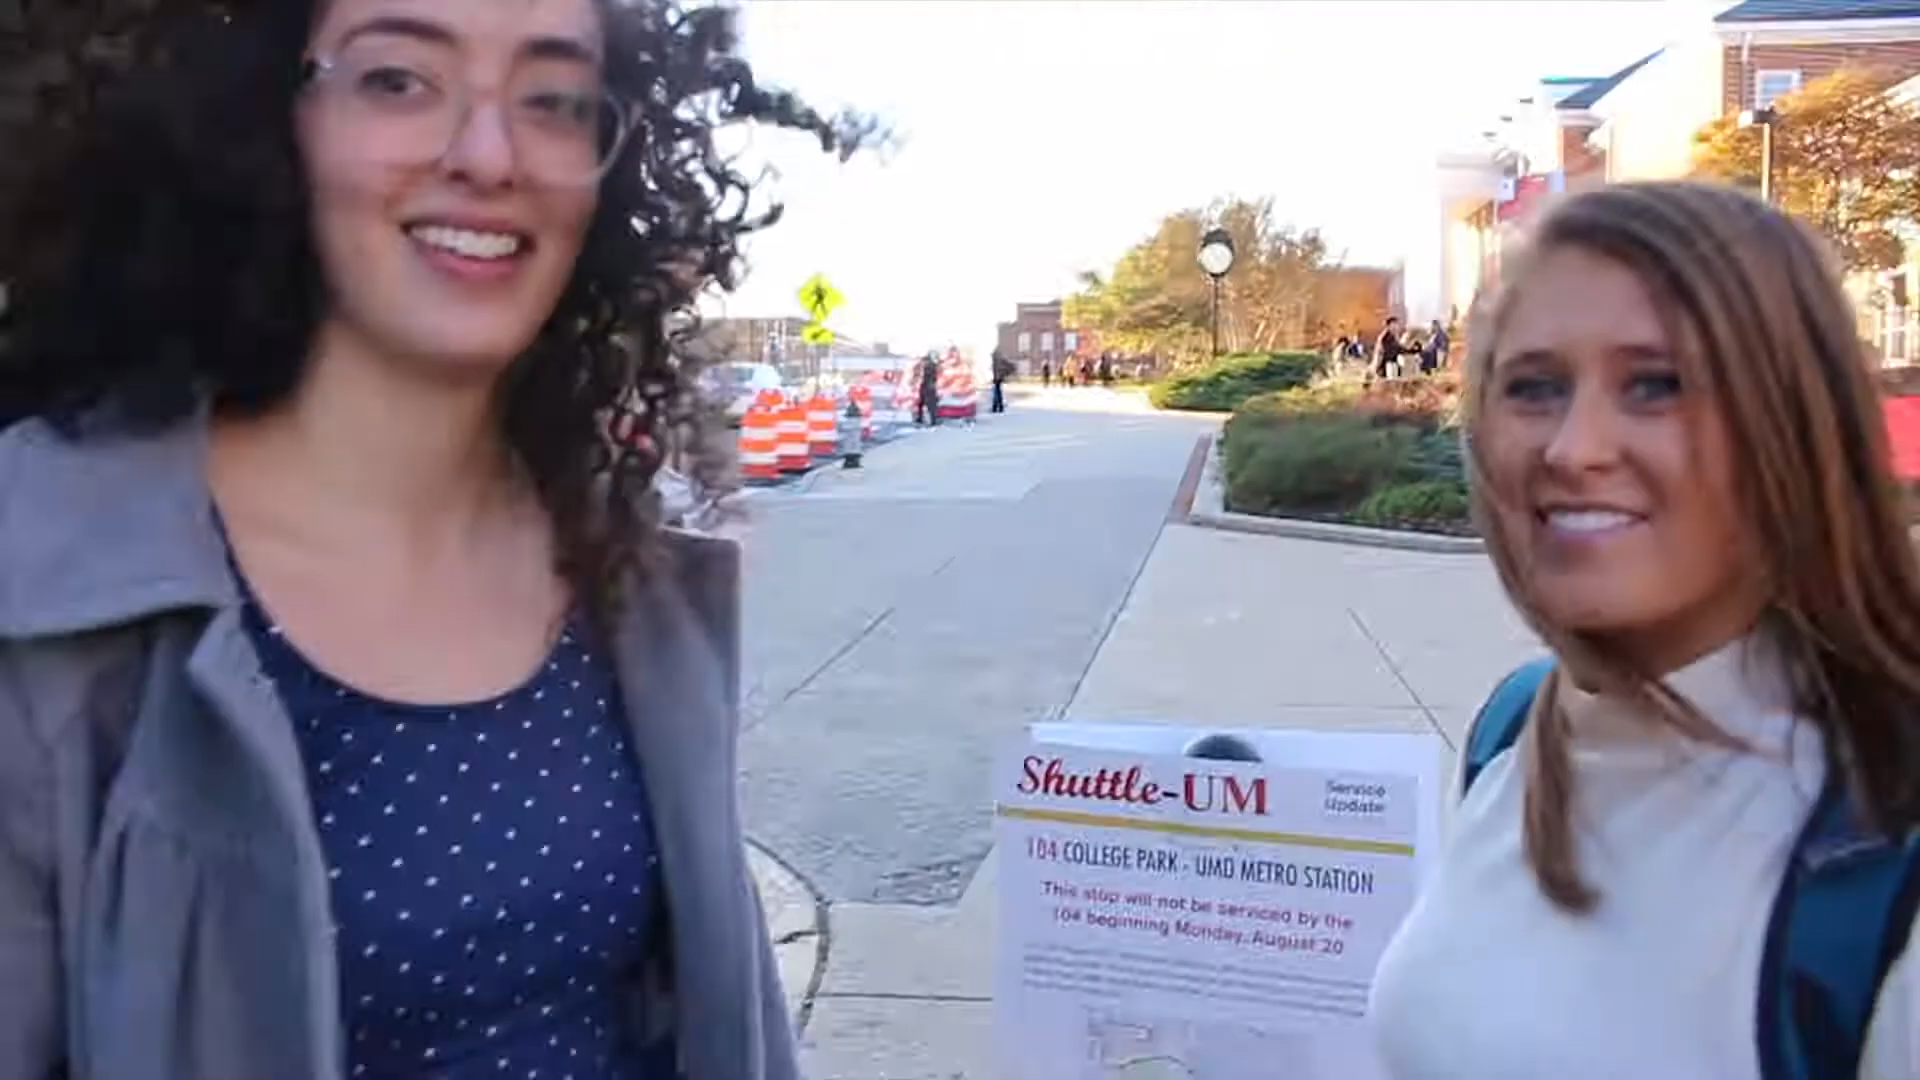 Shuttle-UM
Service
Update
104 COLLEGE PARK - UMD METRO STATION
This stop will not be serviced by the
104 beginning Monday, August 20